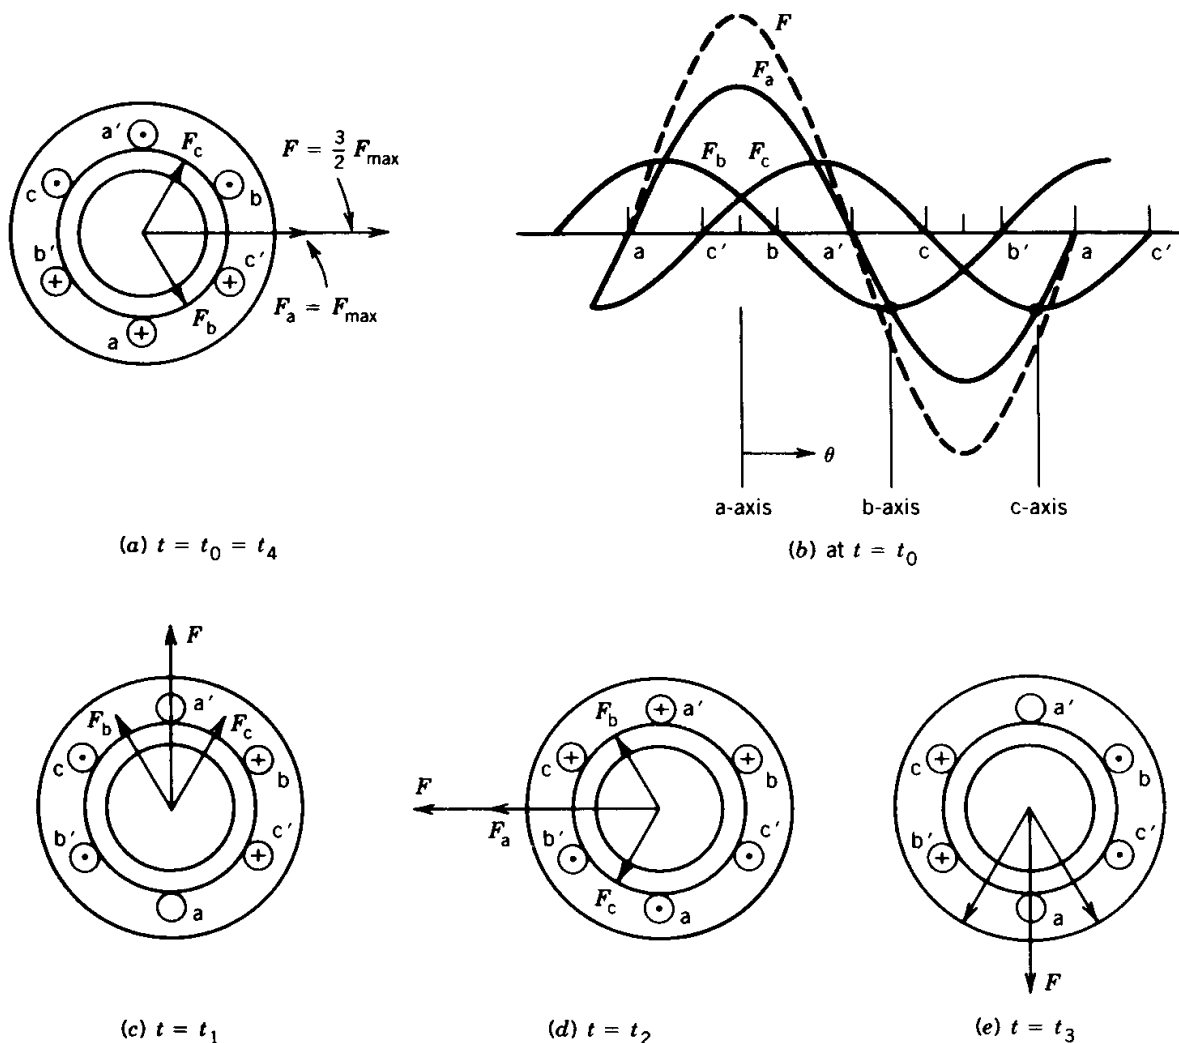 a′
F_c
c
b
F = 3/2 F_max
b′
c′
F_a = F_max
F_b
a
(a) t = t_0 = t_4
F
F_a
F_b F_c
a c′ b a′ c b′ a c′
θ
a-axis b-axis c-axis
(b) at t = t_0
F
a′
F_b F_c
c b
b′ c′
a
(c) t = t_1
F_b a′
c b
F
F_a
b′ c′
F_c a
(d) t = t_2
a′
c b
b′ c′
a
F
(e) t = t_3